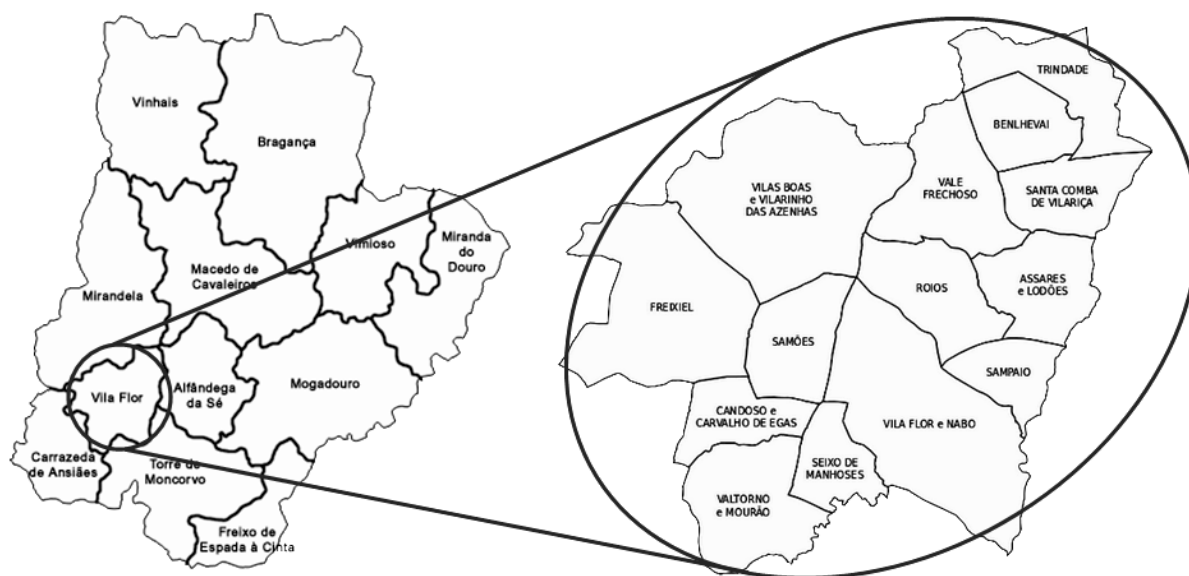 Vinhais
Bragança
Vimioso
Miranda
do
Douro
Macedo de
Cavaleiros
Mirandela
Mogadouro
Alfândega
da Sé
Vila Flor
Carrazeda
de Ansiães
Torre de
Moncorvo
Freixo de
Espada à Cinta
TRINDADE
BENLHEVAI
VILAS BOAS
e VILARINHO
DAS AZENHAS
VALE
FRECHOSO
SANTA COMBA
DE VILARIÇA
ASSARES
e LODÕES
ROIOS
FREIXIEL
SAMÕES
SAMPAIO
CANDOSO e
CARVALHO DE EGAS
VILA FLOR e NABO
SEIXO DE
MANHOSES
VALTORNO
e MOURÃO